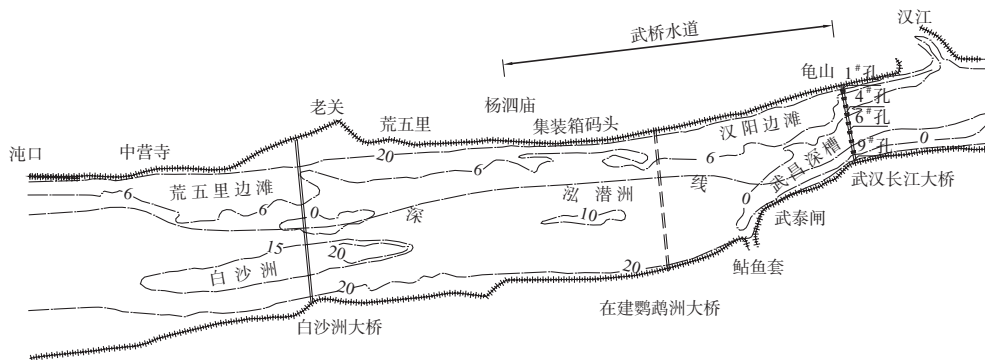 汉江
武桥水道
龟山
1#孔
4#孔
6#孔
9#孔
0
老关
杨泗庙
荒五里
集装箱码头
汉阳边滩
沌口
中营寺
20
6
6
武昌深槽
武汉长江大桥
6
荒五里边滩
6
0
深
泓
潜洲
线
10
0
武泰闸
15
20
白沙洲
20
20
鲇鱼套
白沙洲大桥
在建鹦鹉洲大桥